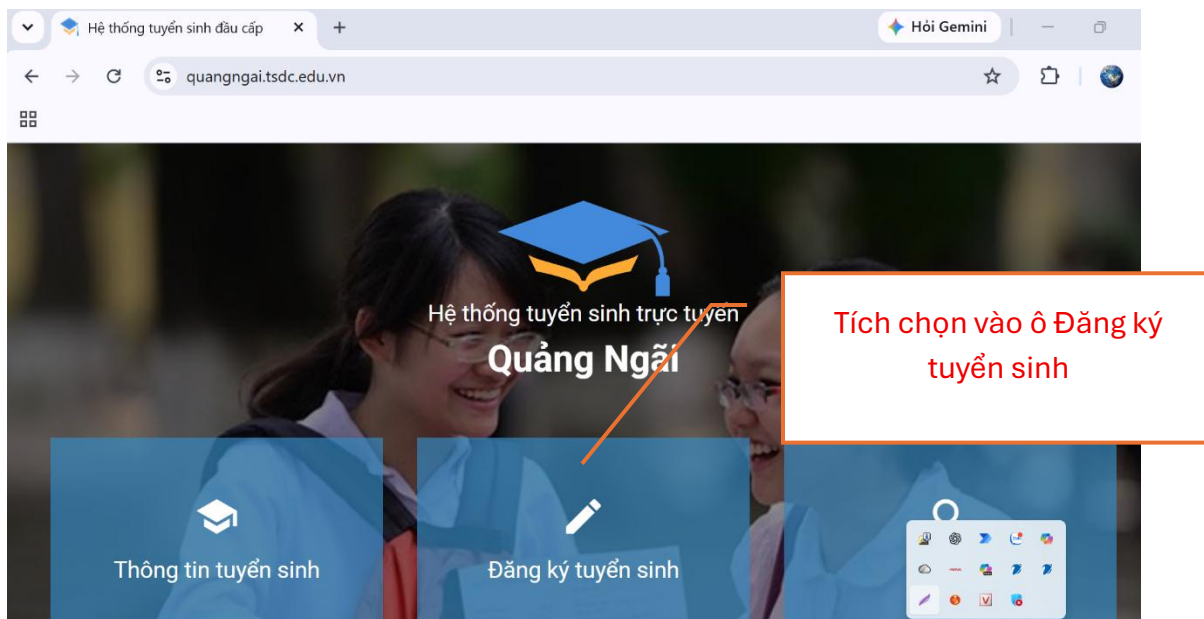 Hệ thống tuyển sinh đầu cấp
Hỏi Gemini
quangngai.tsdc.edu.vn
Hệ thống tuyển sinh trực tuyến
Quảng Ngãi
Tích chọn vào ô Đăng ký
tuyển sinh
Thông tin tuyển sinh
Đăng ký tuyển sinh